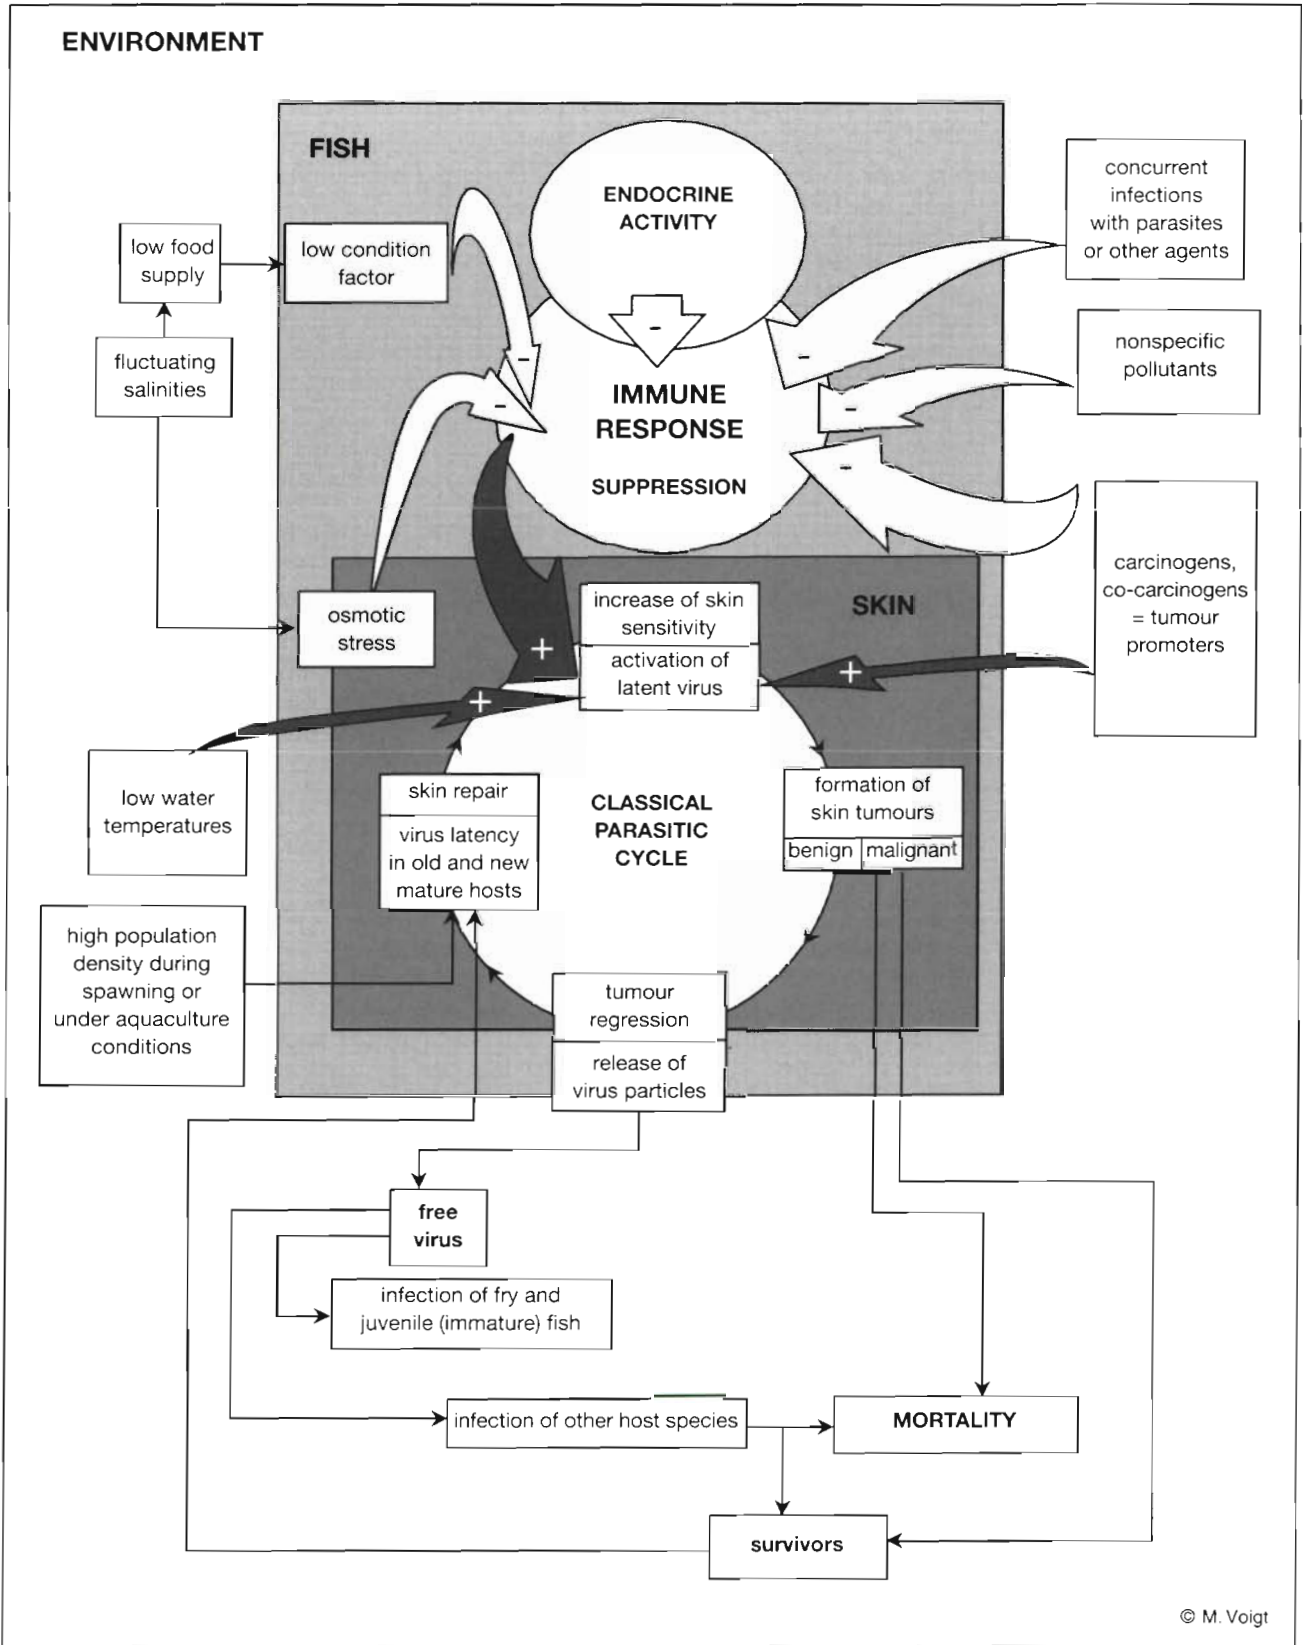 ENVIRONMENT
FISH
ENDOCRINE
ACTIVITY
concurrent
infections
with parasites
or other agents
low food
supply
low condition
factor
-
-
-
nonspecific
pollutants
fluctuating
salinities
-
-
-
IMMUNE
RESPONSE
SUPPRESSION
carcinogens,
co-carcinogens
= tumour
promoters
SKIN
osmotic
stress
increase of skin
sensitivity
activation of
latent virus
+
+
+
low water
temperatures
skin repair
virus latency
in old and new
mature hosts
CLASSICAL
PARASITIC
CYCLE
formation of
skin tumours
benign
malignant
high population
density during
spawning or
under aquaculture
conditions
tumour
regression
release of
virus particles
free
virus
infection of fry and
juvenile (immature) fish
infection of other host species
MORTALITY
survivors
© M. Voigt